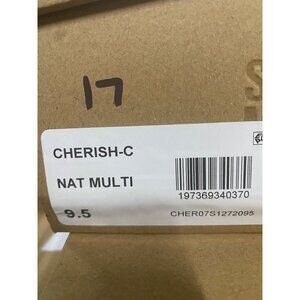 17
CHERISH-C
NAT MULTI
197369340370
9.5
CHER07S1272095